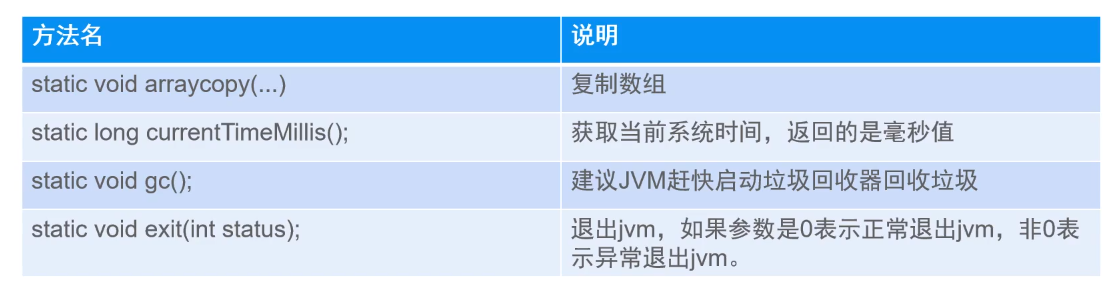 方法名 说明
static void arraycopy(...) 复制数组
static long currentTimeMillis(); 获取当前系统时间，返回的是毫秒值
static void gc(); 建议JVM赶快启动垃圾回收器回收垃圾
static void exit(int status); 退出jvm，如果参数是0表示正常退出jvm，非0表
示异常退出jvm。